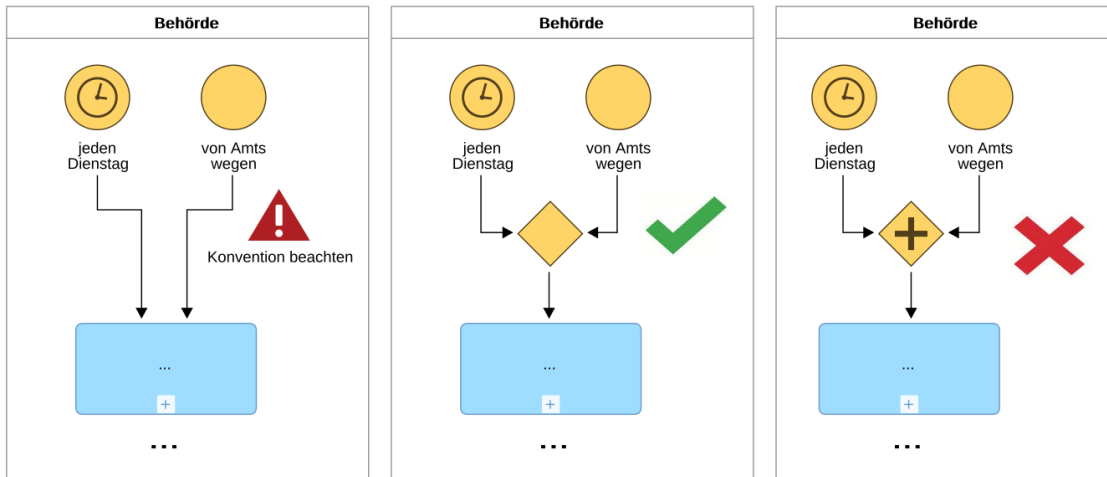 Behörde
jeden
Dienstag
von Amts
wegen
Konvention beachten
...
+
...
Behörde
jeden
Dienstag
von Amts
wegen
...
+
...
Behörde
jeden
Dienstag
von Amts
wegen
...
+
...